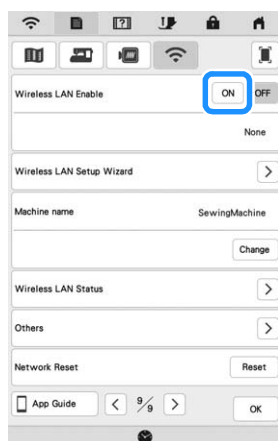 Wireless LAN Enable ON OFF
None
Wireless LAN Setup Wizard
Machine name SewingMachine
Change
Wireless LAN Status
Others
Network Reset Reset
App Guide 9/9 OK